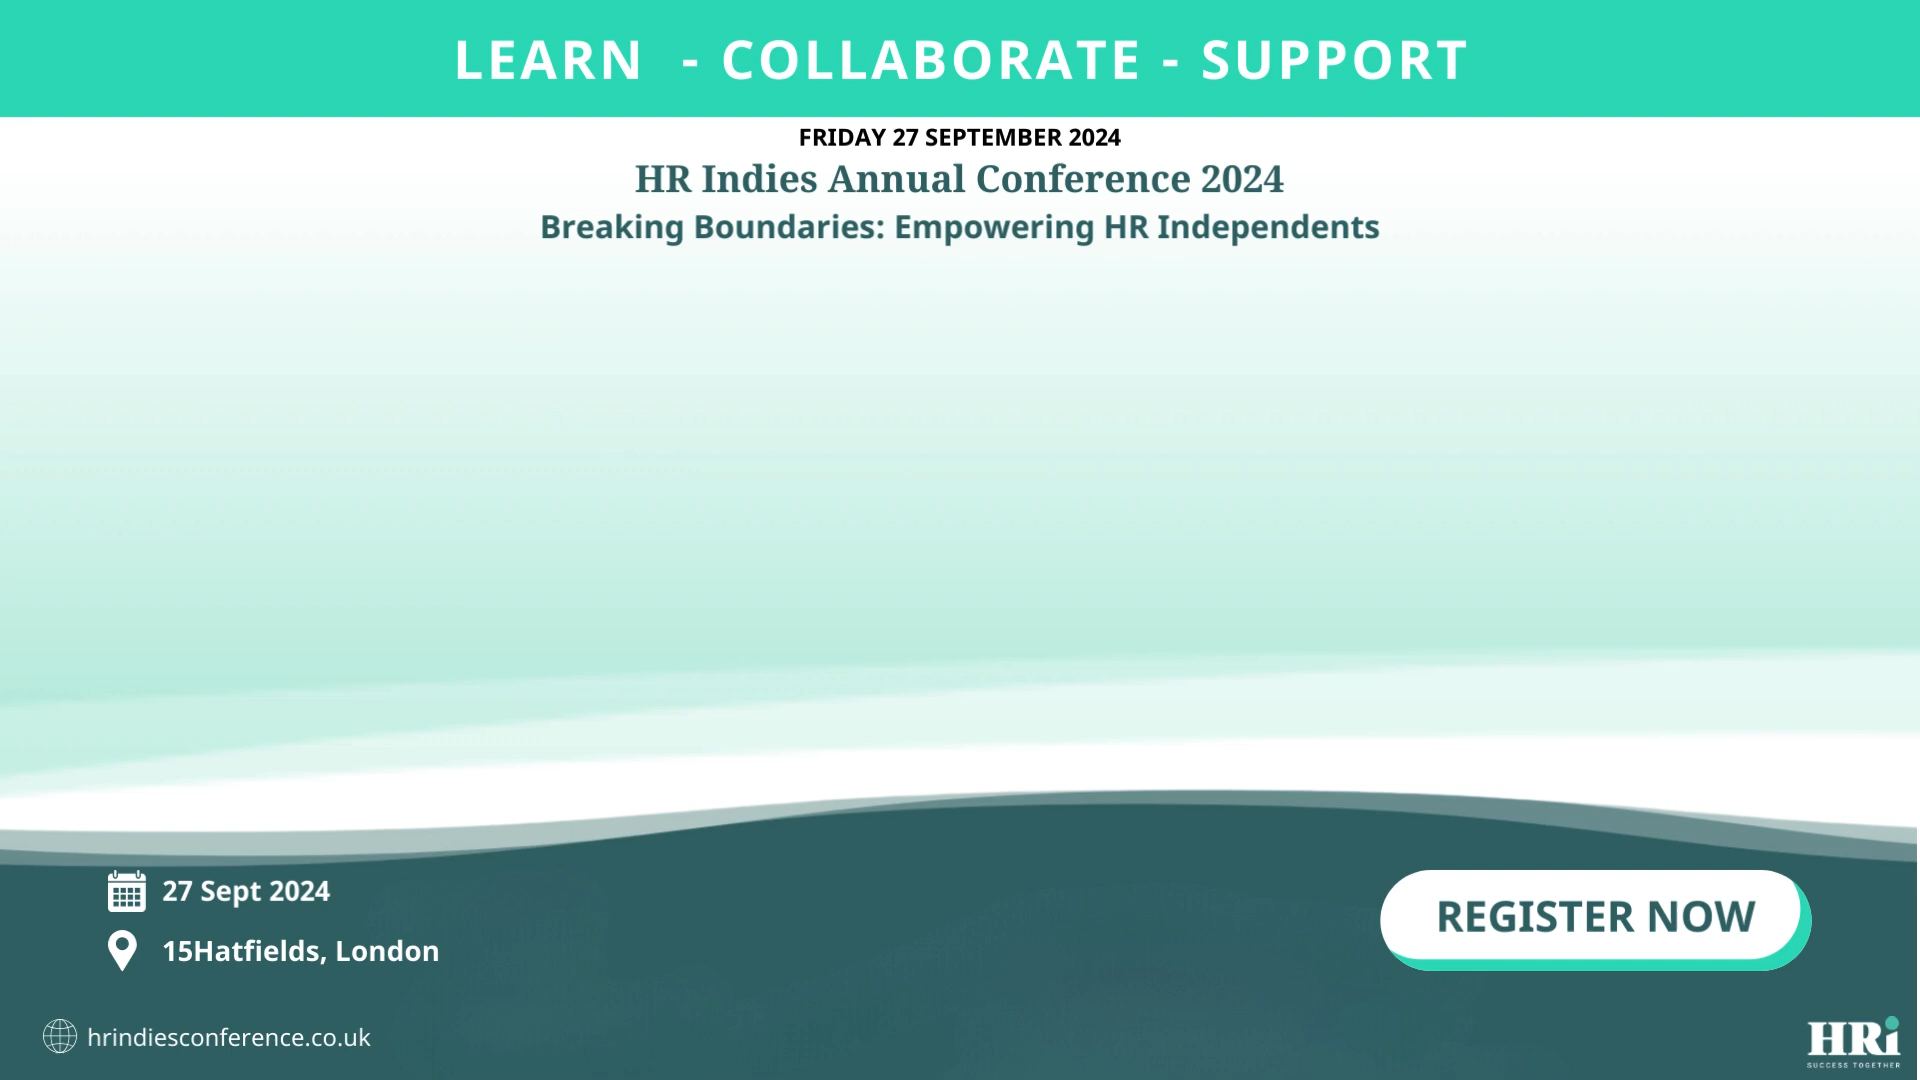 LEARN - COLLABORATE - SUPPORT
FRIDAY 27 SEPTEMBER 2024
HR Indies Annual Conference 2024
Breaking Boundaries: Empowering HR Independents
27 Sept 2024
15Hatfields, London
REGISTER NOW
hrindiesconference.co.uk
HRi
SUCCESS TOGETHER